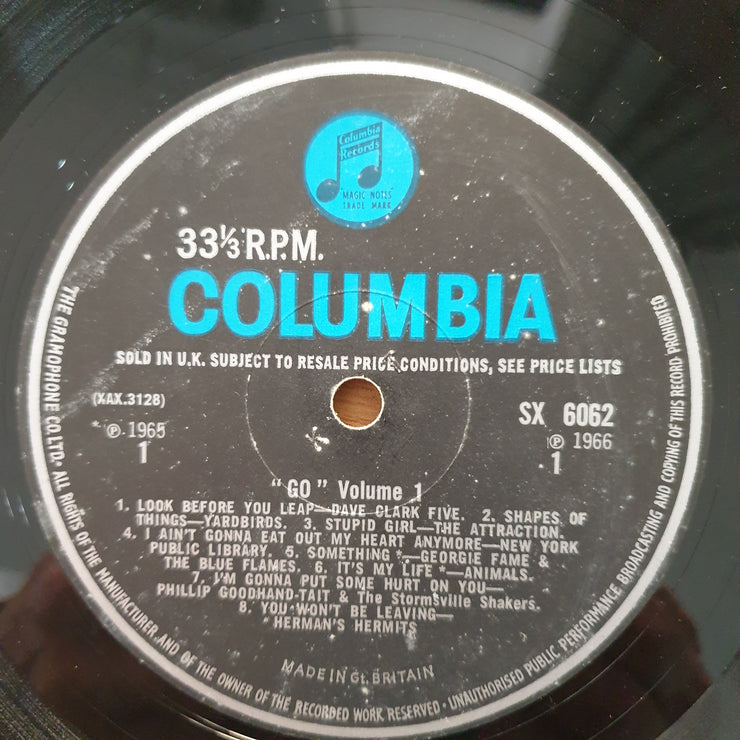 Columbia
Records
"MAGIC NOTES"
TRADE MARK
33⅓ R.P.M.
COLUMBIA
SOLD IN U.K. SUBJECT TO RESALE PRICE CONDITIONS, SEE PRICE LISTS
(XAX.3128)
* ℗ 1965
1
SX 6062
℗ 1966
1
"GO" Volume 1
1. LOOK BEFORE YOU LEAP—DAVE CLARK FIVE. 2. SHAPES OF
THINGS—YARDBIRDS. 3. STUPID GIRL—THE ATTRACTION.
4. I AIN'T GONNA EAT OUT MY HEART ANYMORE—NEW YORK
PUBLIC LIBRARY. 5. SOMETHING *—GEORGIE FAME &
THE BLUE FLAMES. 6. IT'S MY LIFE *—ANIMALS.
7. I'M GONNA PUT SOME HURT ON YOU—
PHILLIP GOODHAND-TAIT & The Stormsville Shakers.
8. YOU WON'T BE LEAVING—
HERMAN'S HERMITS
MADE IN Gt. BRITAIN
THE GRAMOPHONE CO. LTD. · ALL RIGHTS OF THE MANUFACTURER AND OF THE OWNER OF THE RECORDED WORK RESERVED · UNAUTHORISED PUBLIC PERFORMANCE BROADCASTING AND COPYING OF THIS RECORD PROHIBITED